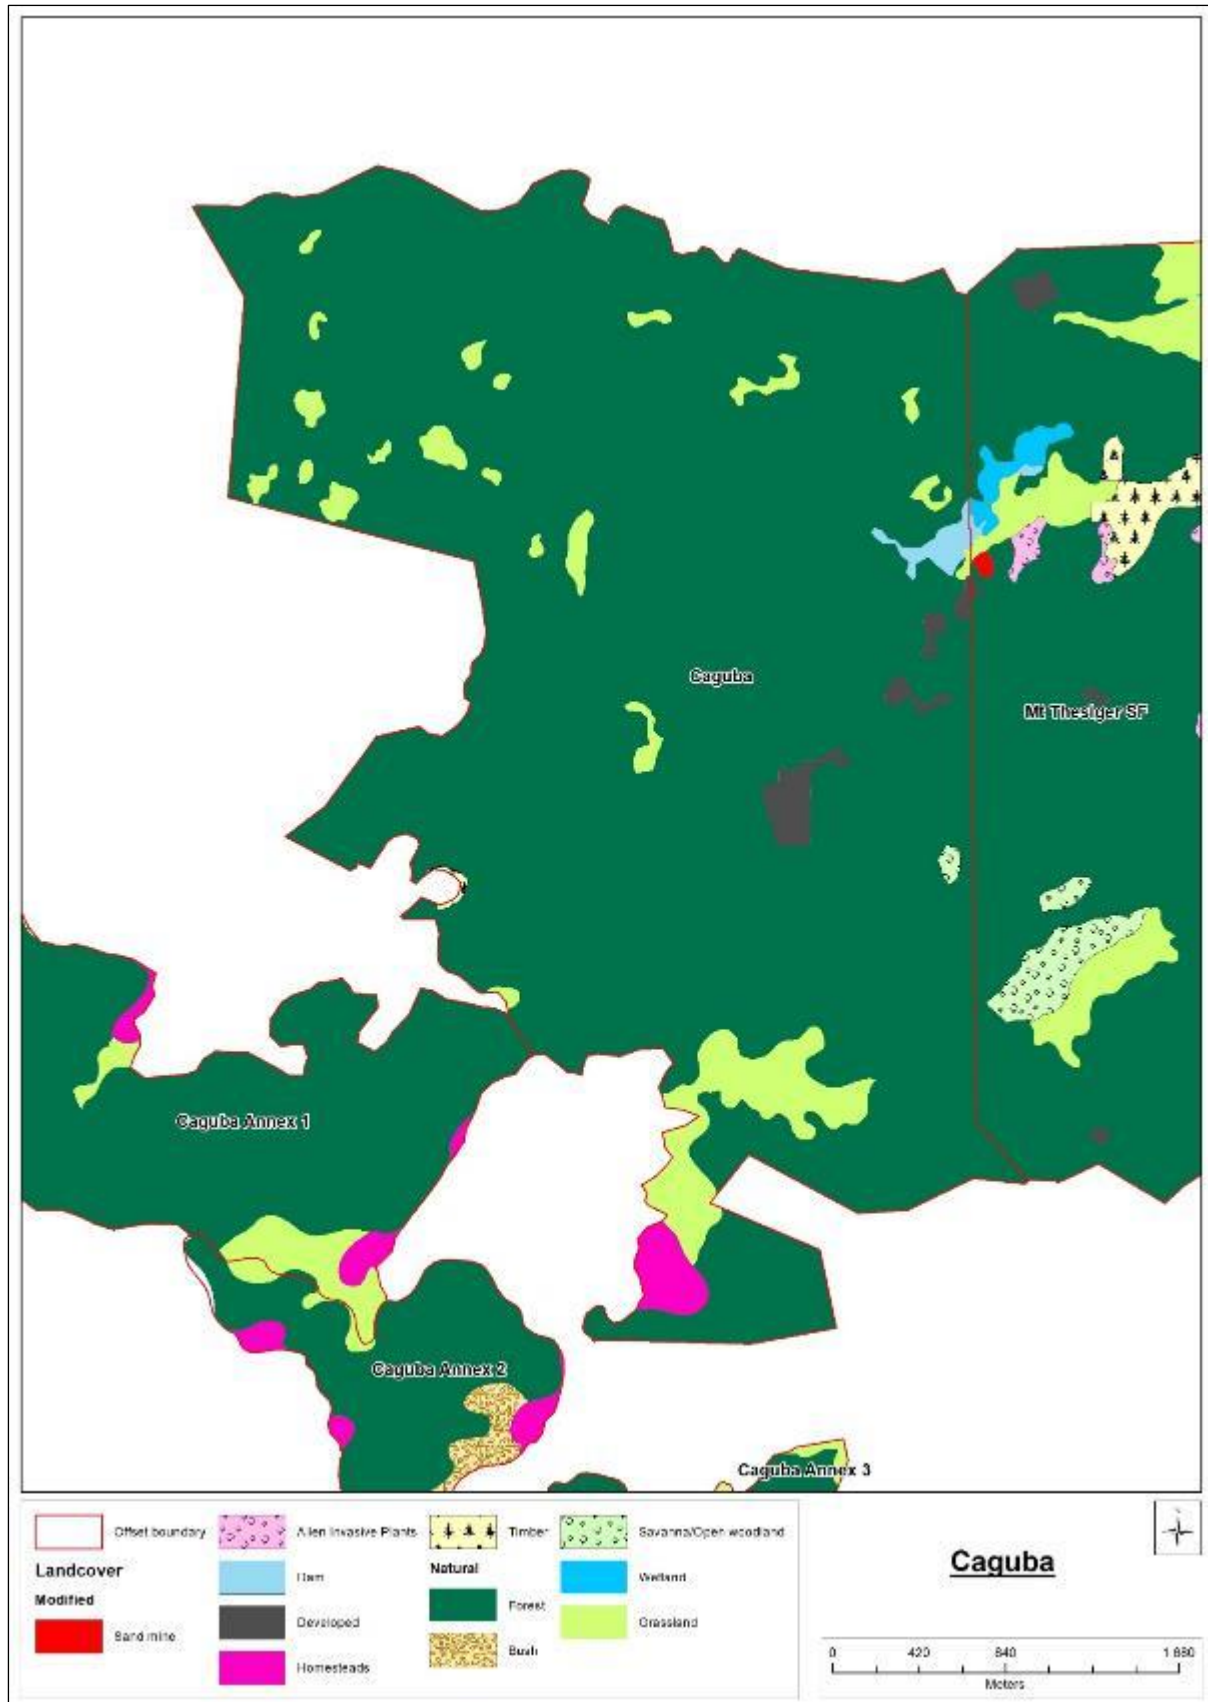 Caguba
Mt Thesiger SF
Caguba Annex 1
Caguba Annex 2
Caguba Annex 3
Offset boundary
Alien Invasive Plants
Timber
Savanna/Open woodland
Landcover
Dam
Natural
Wetland
Modified
Developed
Forest
Grassland
Sand mine
Homesteads
Bush
Caguba
0 420 840 1 680
Meters